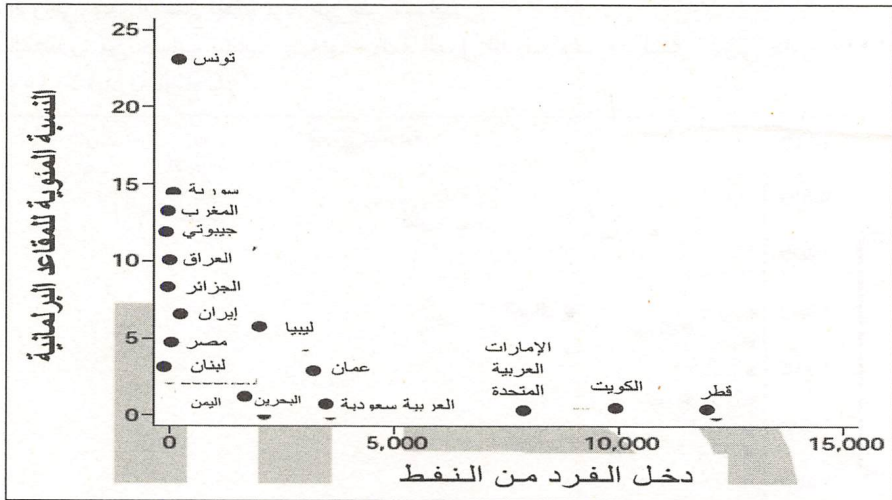 النسبة المئوية للمقاعد البرلمانية
25
تونس
20
15
سورية
المغرب
جيبوتي
10
العراق
الجزائر
إيران
ليبيا
5
مصر
لبنان
عمان
الإمارات
العربية
المتحدة
الكويت
قطر
اليمن
البحرين
العربية سعودية
0
0
5,000
10,000
15,000
دخل الفرد من النفط